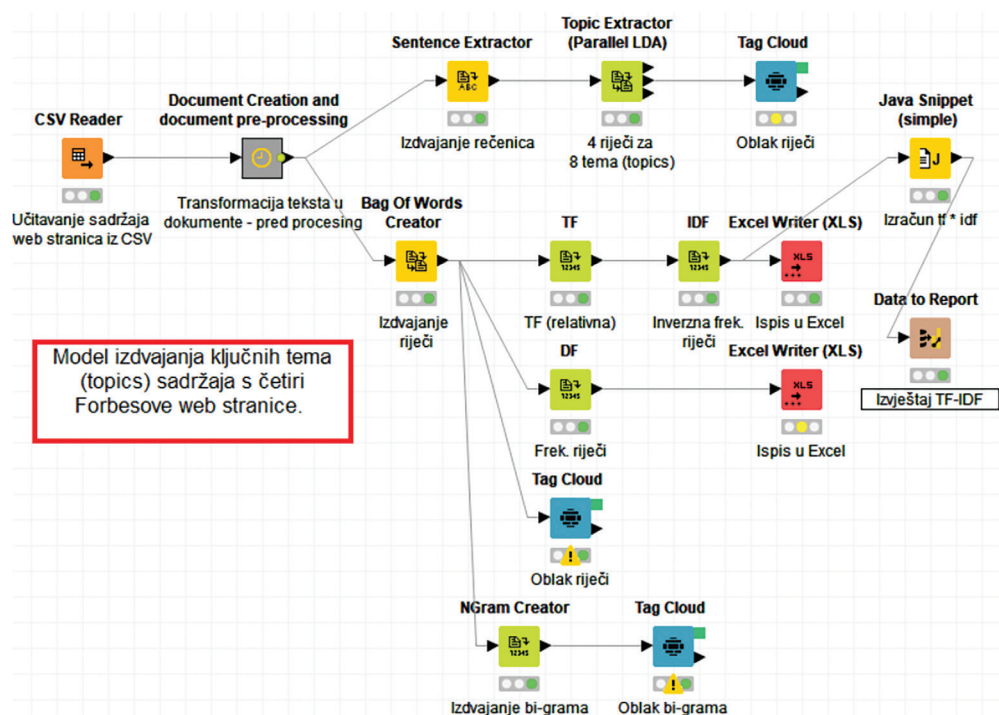 Sentence Extractor
Izdvajanje rečenica
Topic Extractor
(Parallel LDA)
4 riječi za
8 tema (topics)
Tag Cloud
Oblak riječi
CSV Reader
Učitavanje sadržaja
web stranica iz CSV
Document Creation and
document pre-processing
Transformacija teksta u
dokumente - pred procesing
Java Snippet
(simple)
Izračun tf * idf
Bag Of Words
Creator
Izdvajanje
riječi
TF
TF (relativna)
IDF
Inverzna frek.
riječi
Excel Writer (XLS)
Ispis u Excel
Data to Report
Izvještaj TF-IDF
Model izdvajanja ključnih tema
(topics) sadržaja s četiri
Forbesove web stranice.
DF
Frek. riječi
Excel Writer (XLS)
Ispis u Excel
Tag Cloud
Oblak riječi
NGram Creator
Izdvajanje bi-grama
Tag Cloud
Oblak bi-grama